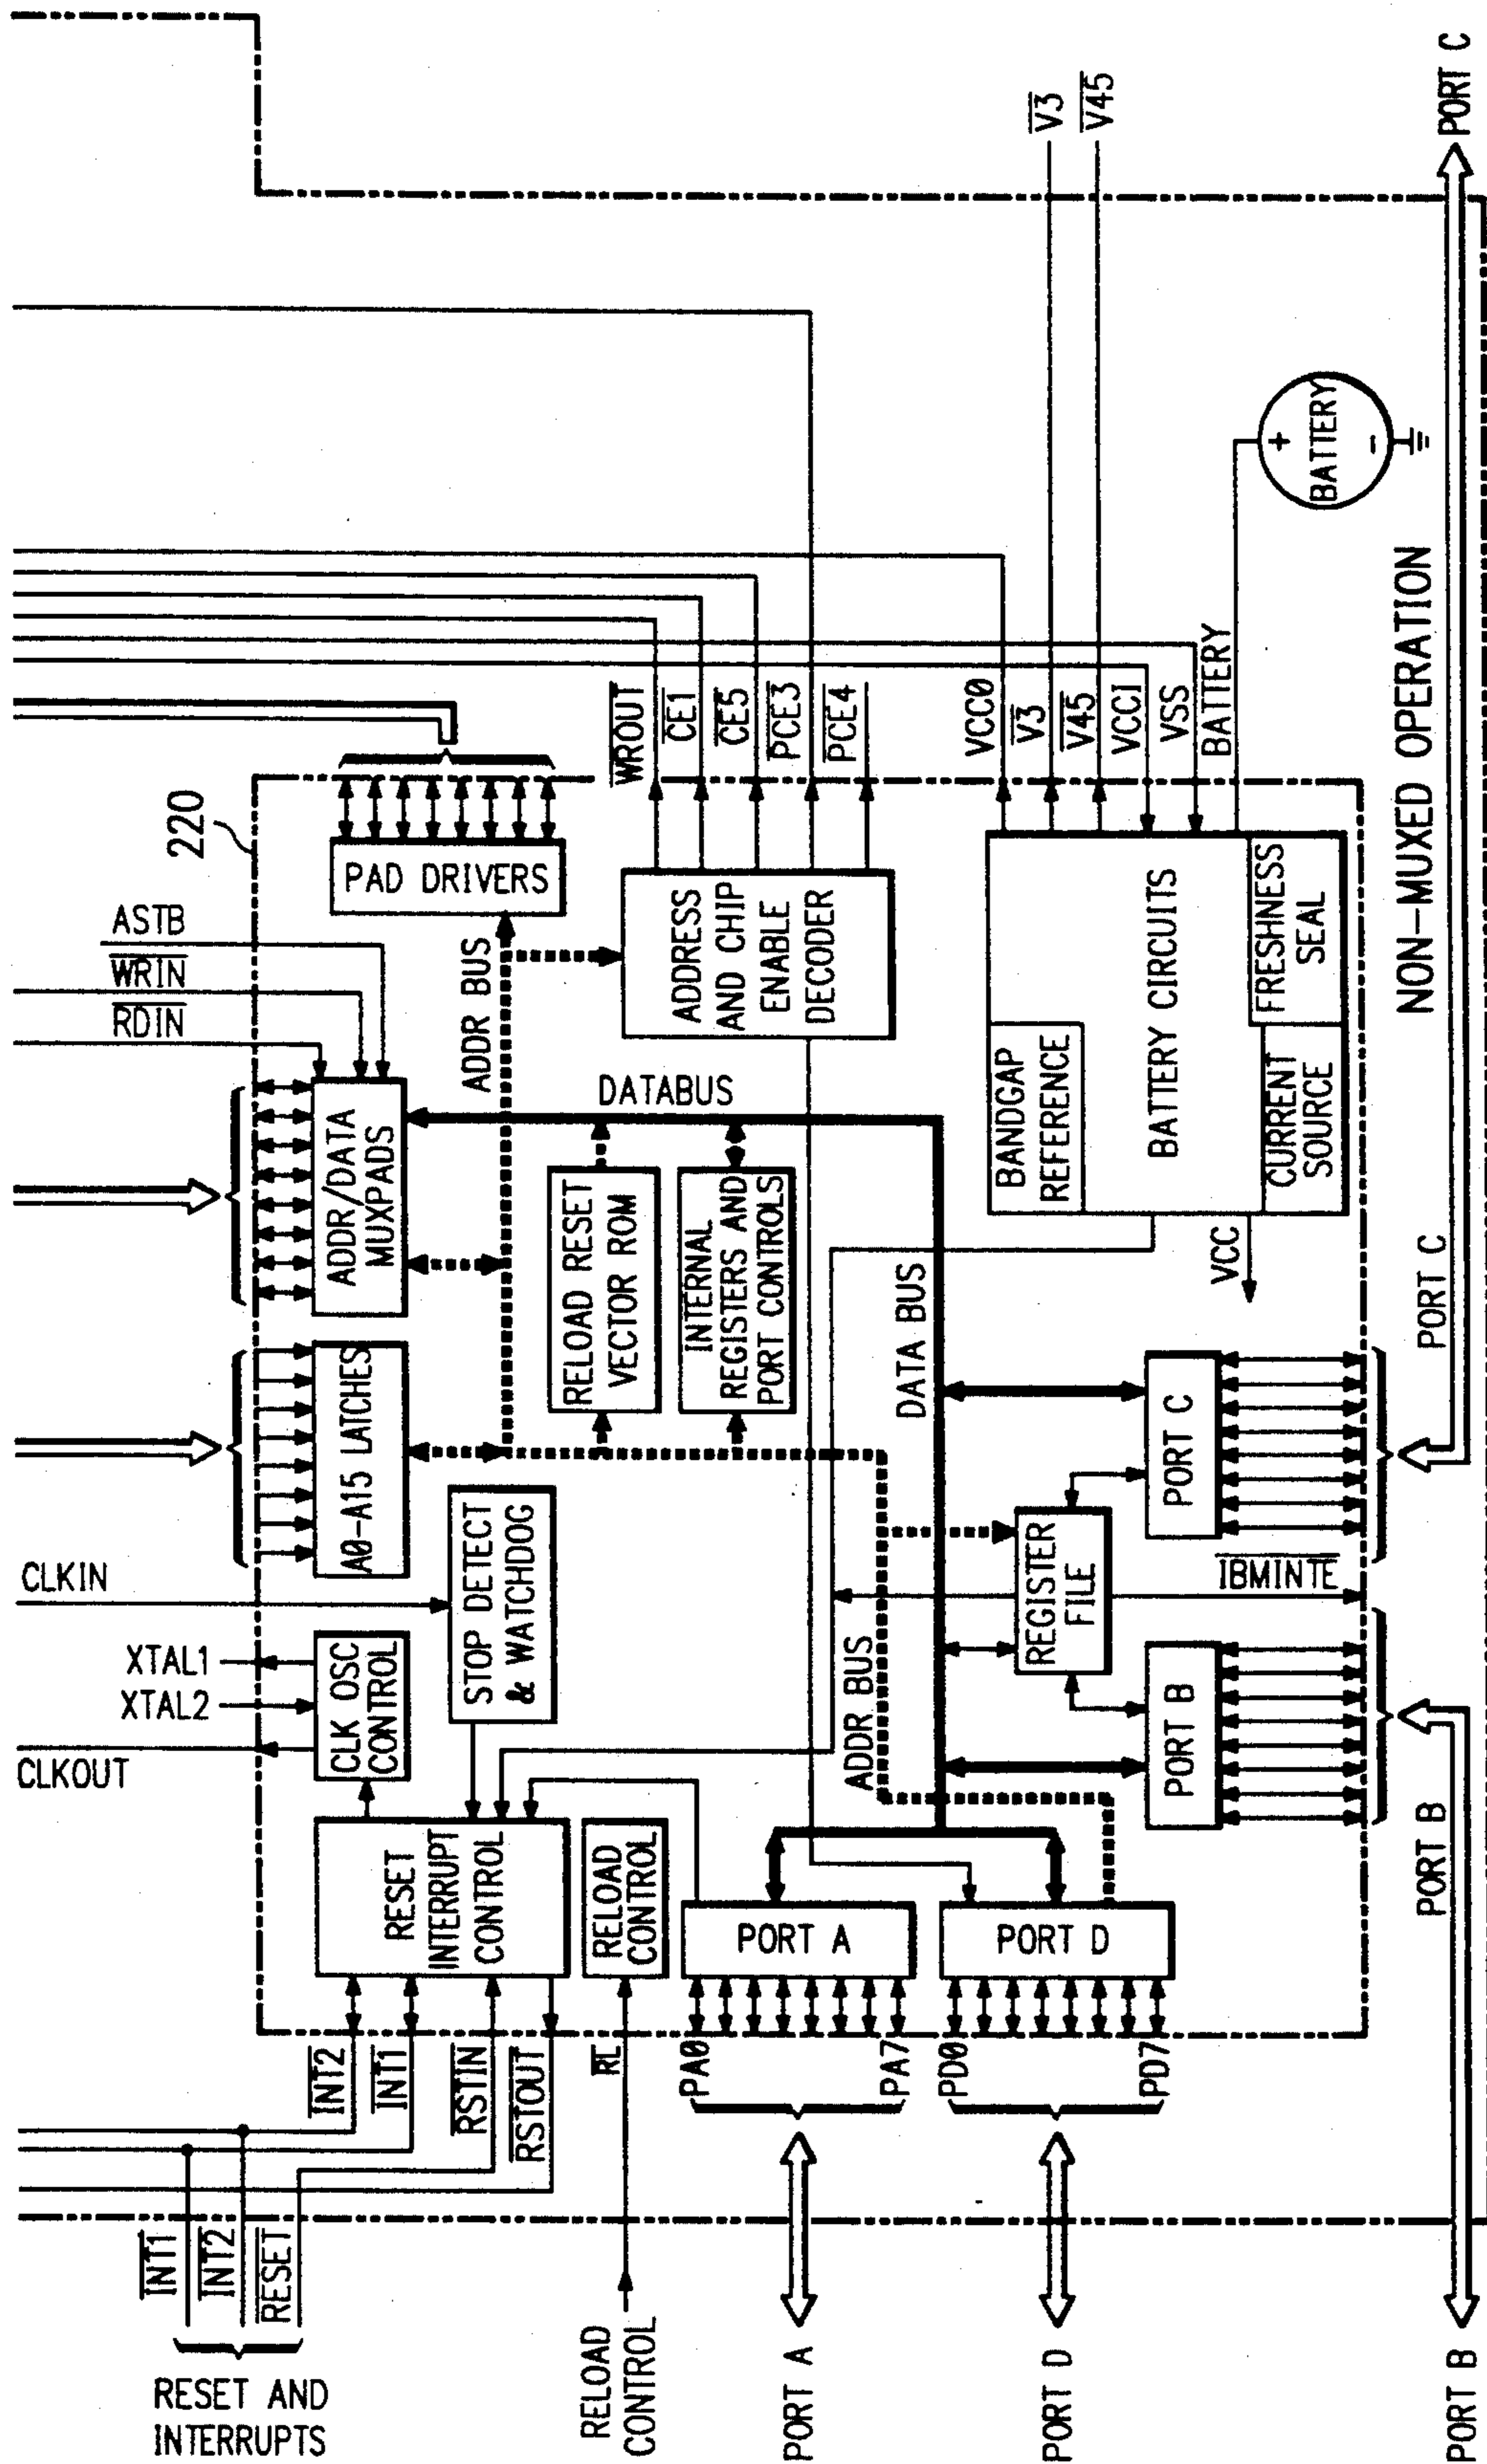 RESET AND
INTERRUPTS
INT1
INT2
RESET
INT2
INT1
RSTIN
RSTOUT
CLKOUT
XTAL1
XTAL2
CLKIN
RDIN
WRIN
ASTB
220
RESET
INTERRUPT
CONTROL
CLK OSC
CONTROL
STOP DETECT
& WATCHDOG
A0-A15 LATCHES
ADDR/DATA
MUXPADS
PAD DRIVERS
ADDR BUS
RELOAD
CONTROL
RL
RELOAD
CONTROL
RELOAD RESET
VECTOR ROM
DATABUS
ADDRESS
AND CHIP
ENABLE
DECODER
WROUT
CE1
CE5
PCE3
PCE4
INTERNAL
REGISTERS AND
PORT CONTROLS
PORT A
PA0
PA7
PORT A
ADDR BUS
DATA BUS
PORT D
PD0
PD7
PORT D
REGISTER
FILE
BANDGAP
REFERENCE
BATTERY CIRCUITS
CURRENT
SOURCE
FRESHNESS
SEAL
VCC
VCC0
V3
V45
VCCI
VSS
BATTERY
V3
V45
+
BATTERY
-
PORT B
IBMINTE
PORT C
NON-MUXED OPERATION
PORT B
PORT C
PORT B
PORT C